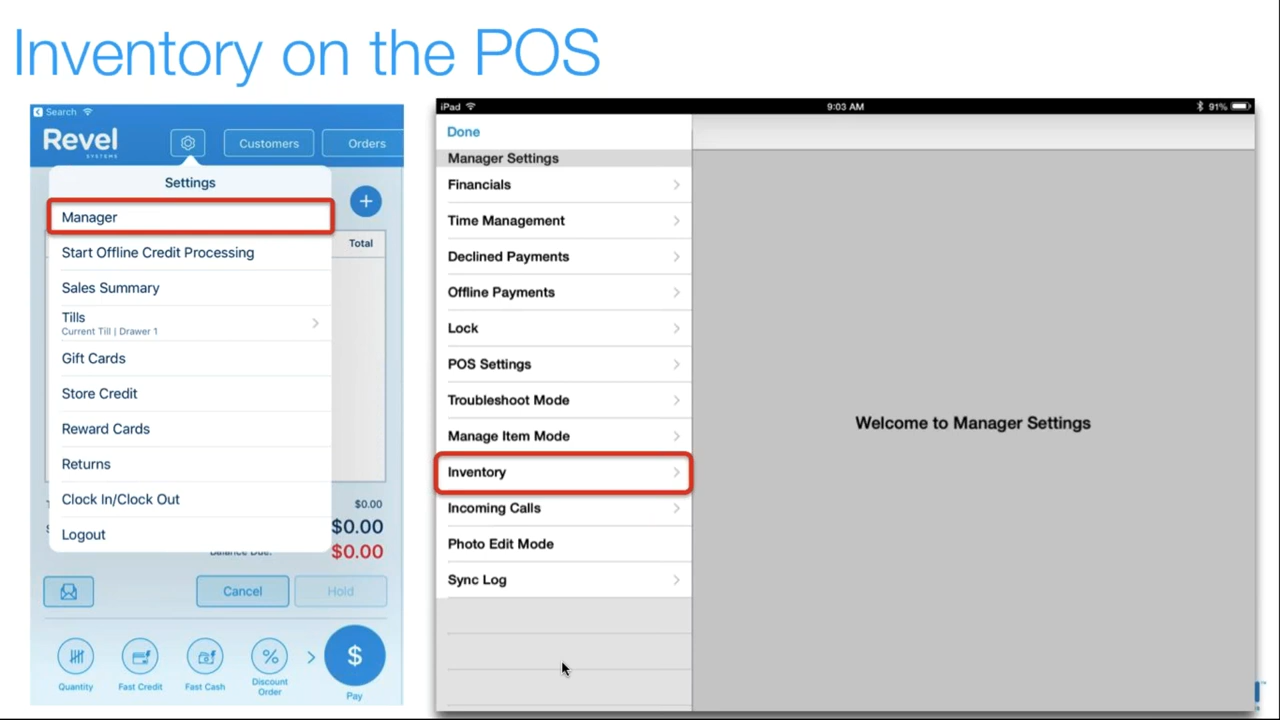 Inventory on the POS
Search
Revel
SYSTEMS
Customers
Orders
Settings
Manager
Total
Start Offline Credit Processing
Sales Summary
Tills
Current Till | Drawer 1
Gift Cards
Store Credit
Reward Cards
Returns
Clock In/Clock Out
Logout
$0.00
$0.00
Balance Due:
$0.00
Cancel
Hold
Quantity
Fast Credit
Fast Cash
Discount
Order
$
Pay
iPad
9:03 AM
91%
Done
Manager Settings
Financials
Time Management
Declined Payments
Offline Payments
Lock
POS Settings
Troubleshoot Mode
Manage Item Mode
Inventory
Incoming Calls
Photo Edit Mode
Sync Log
Welcome to Manager Settings